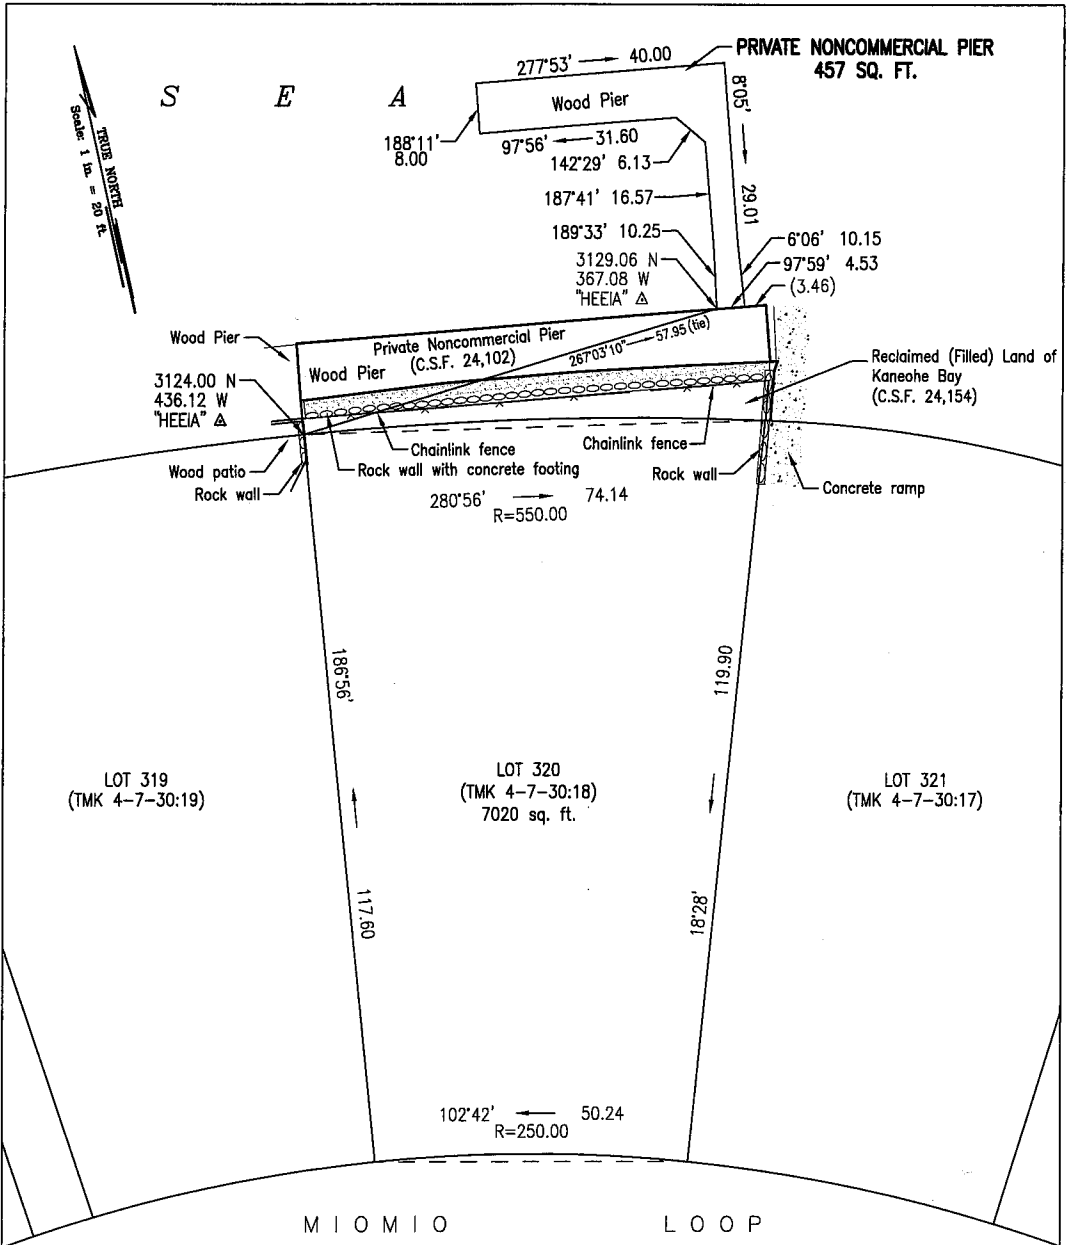 PRIVATE NONCOMMERCIAL PIER
457 SQ. FT.
S E A
TRUE NORTH
Scale: 1 in. = 20 ft.
277°53' 40.00
Wood Pier
8°05'
29.01
188°11'
8.00
97°56' 31.60
142°29' 6.13
187°41' 16.57
189°33' 10.25
6°06' 10.15
97°59' 4.53
(3.46)
3129.06 N
367.08 W
"HEEIA"
Wood Pier
Private Noncommercial Pier
(C.S.F. 24,102)
Wood Pier
267°03'10" 57.95 (tie)
Reclaimed (Filled) Land of
Kaneohe Bay
(C.S.F. 24,154)
3124.00 N
436.12 W
"HEEIA"
Chainlink fence
Chainlink fence
Wood patio
Rock wall
Rock wall with concrete footing
Rock wall
Concrete ramp
280°56' 74.14
R=550.00
186°56'
117.60
119.90
18°28'
LOT 319
(TMK 4-7-30:19)
LOT 320
(TMK 4-7-30:18)
7020 sq. ft.
LOT 321
(TMK 4-7-30:17)
102°42' 50.24
R=250.00
MIOMIO LOOP